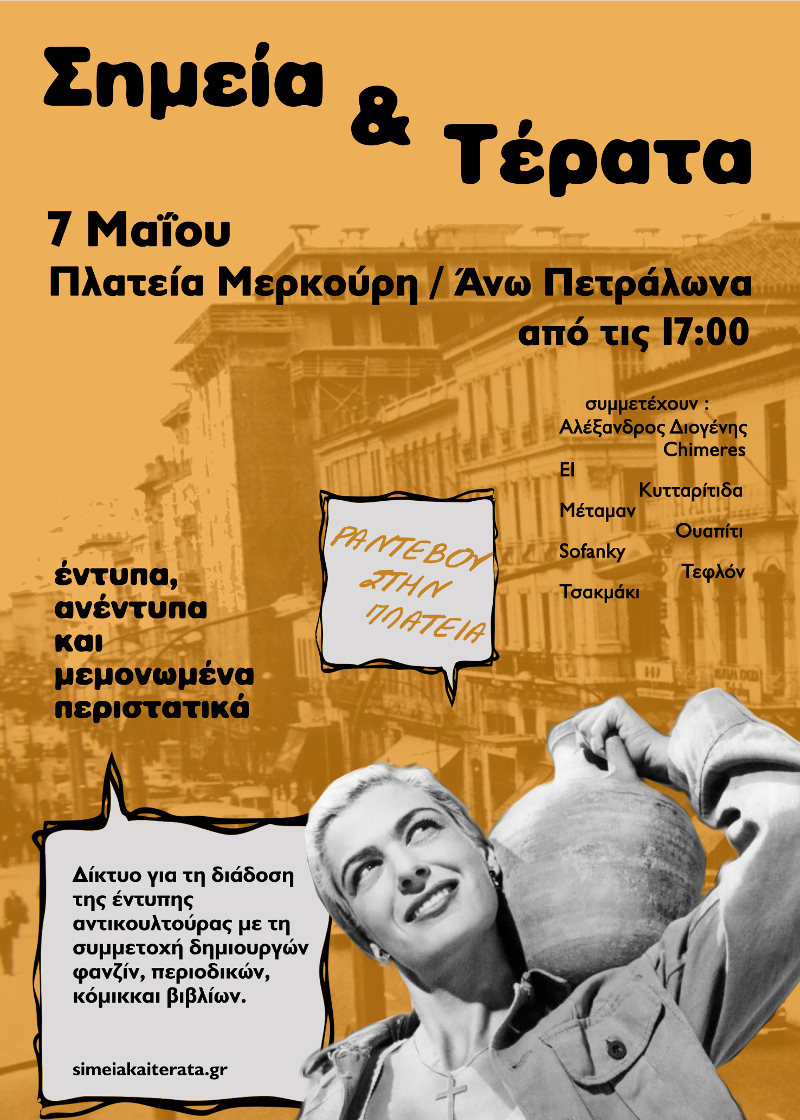 Σημεία
&
Τέρατα
7 Μαΐου
Πλατεία Μερκούρη / Άνω Πετράλωνα
από τις 17:00
συμμετέχουν :
Αλέξανδρος Διογένης
Chimeres
El
Κυτταρίτιδα
Μέταμαν
Ουαπίτι
Sofanky
Τεφλόν
Τσακμάκι
ΡΑΝΤΕΒΟΥ
ΣΤΗΝ
ΠΛΑΤΕΙΑ
έντυπα,
ανέντυπα
και
μεμονωμένα
περιστατικά
Δίκτυο για τη διάδοση
της έντυπης
αντικουλτούρας με τη
συμμετοχή δημιουργών
φανζίν, περιοδικών,
κόμικκαι βιβλίων.
simeiakaiterata.gr